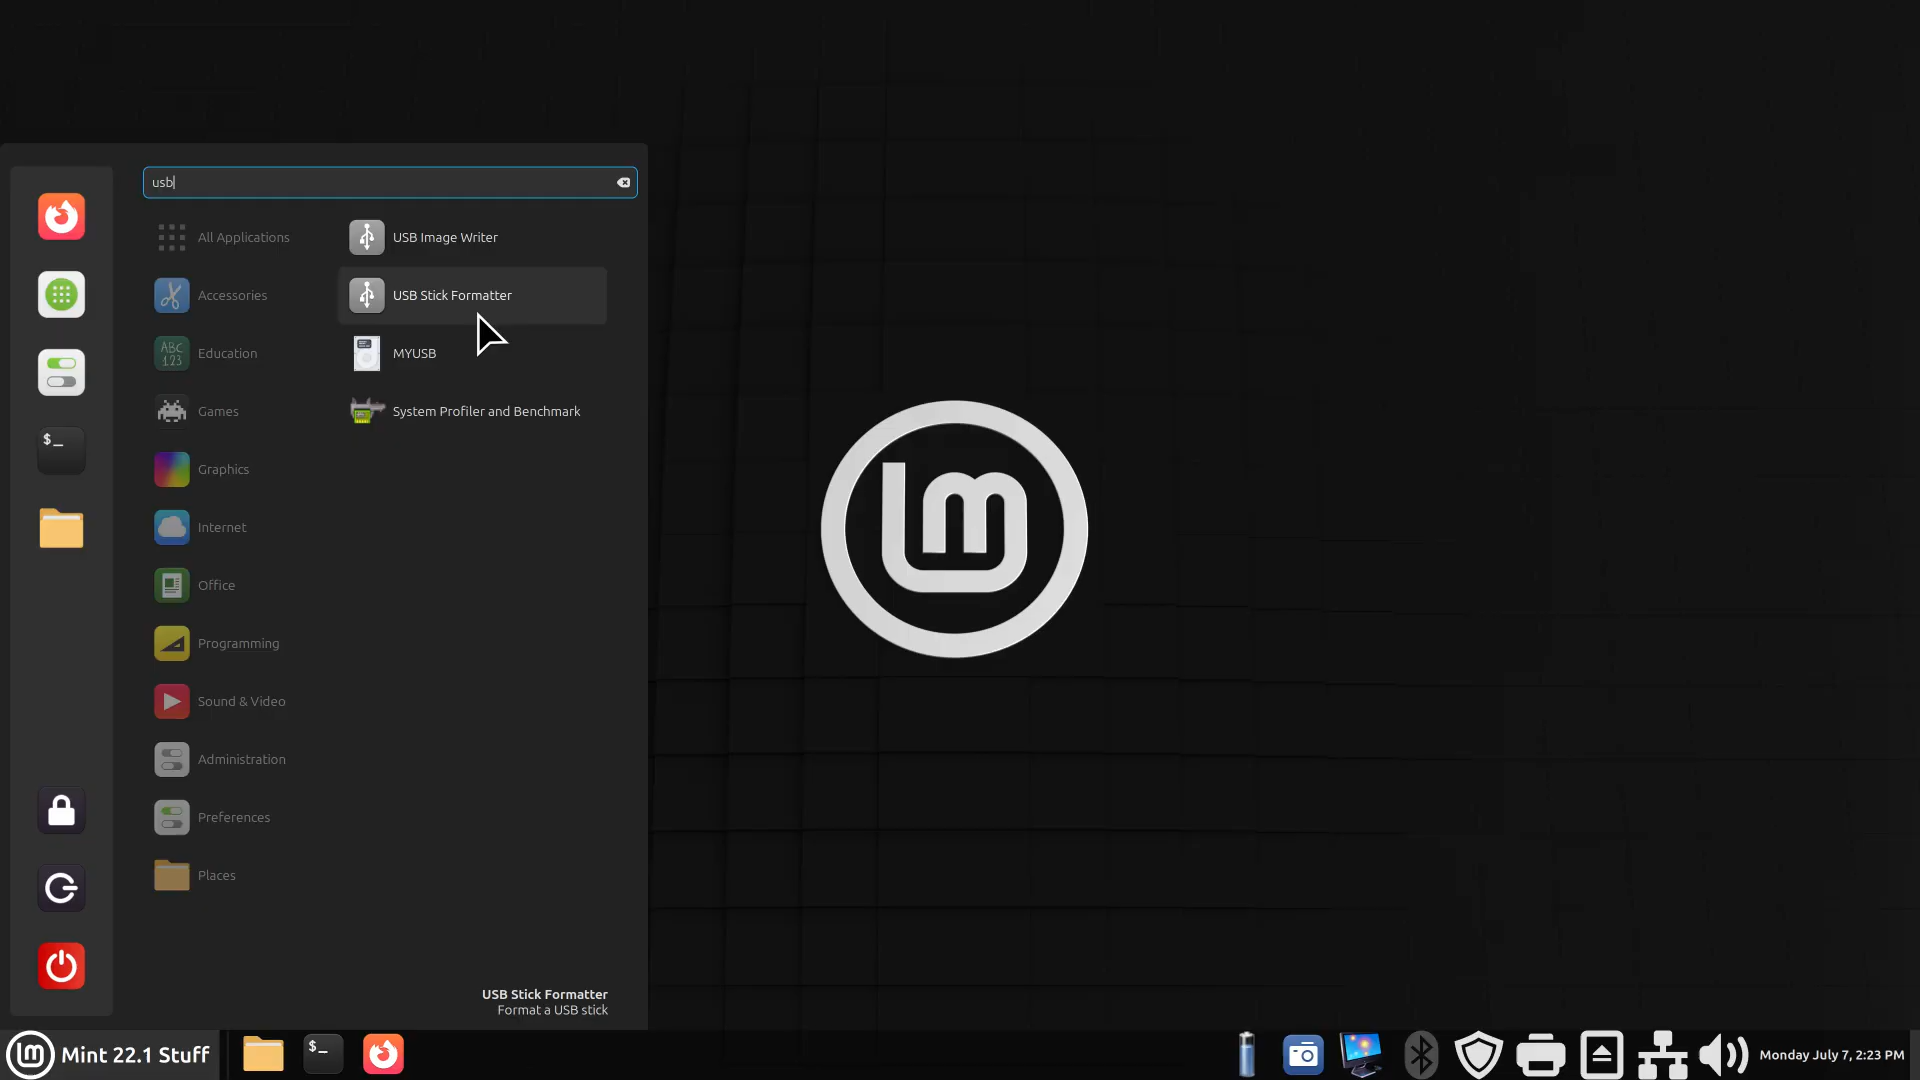 usb
All Applications
USB Image Writer
Accessories
USB Stick Formatter
ABC
123
Education
MYUSB
Games
System Profiler and Benchmark
Graphics
$_
Internet
Office
Programming
Sound & Video
Administration
Preferences
Places
USB Stick Formatter
Format a USB stick
Mint 22.1 Stuff
$_
Monday July 7, 2:23 PM